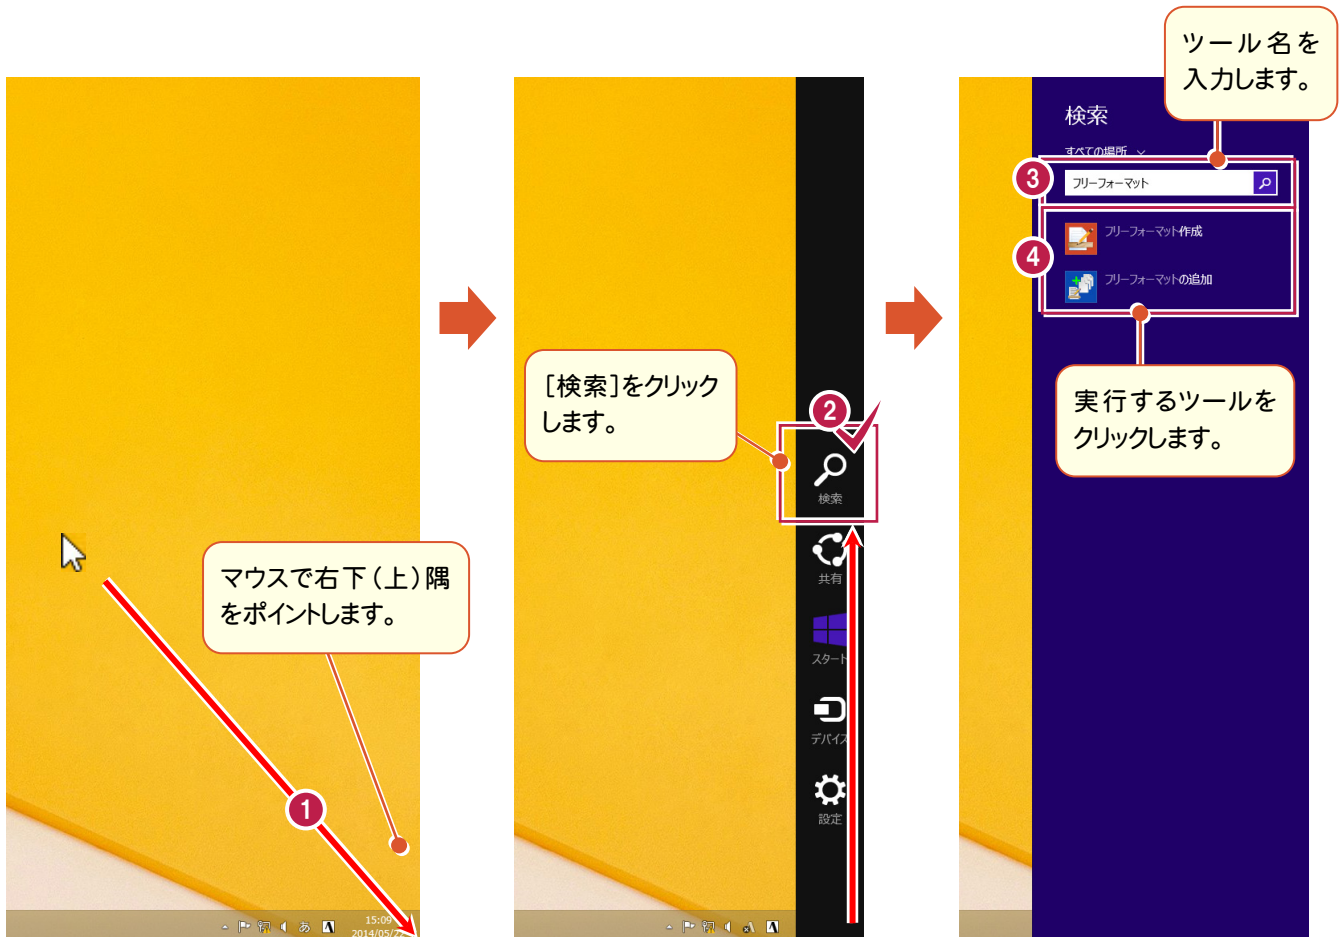 ツール名を
入力します。
検索
すべての場所
3
フリーフォーマット
フリーフォーマット作成
4
フリーフォーマットの追加
実行するツールを
クリックします。
[検索]をクリック
します。
2
検索
共有
スタート
デバイス
設定
マウスで右下(上)隅
をポイントします。
1
あ
A
15:09
2014/05/22
A